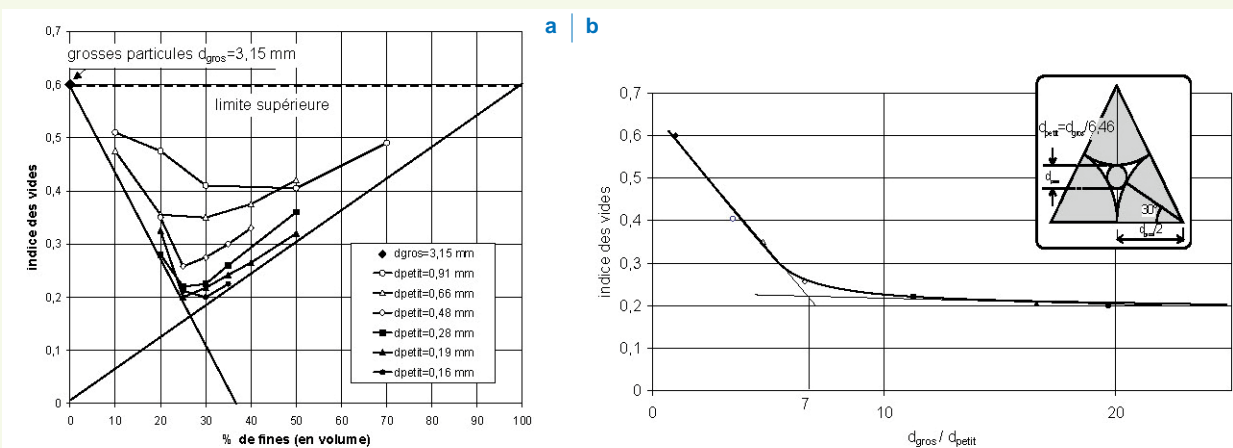 a b
0,7
0,6
0,5
0,4
0,3
0,2
0,1
0
indice des vides
grosses particules dgros=3,15 mm
limite supérieure
dgros=3,15 mm
dpetit=0,91 mm
dpetit=0,66 mm
dpetit=0,48 mm
dpetit=0,28 mm
dpetit=0,19 mm
dpetit=0,16 mm
0 10 20 30 40 50 60 70 80 90 100
% de fines (en volume)
0,7
0,6
0,5
0,4
0,3
0,2
0,1
0
indice des vides
dpetit=dgros/6,46
30°
0 7 10 20
dgros / dpetit